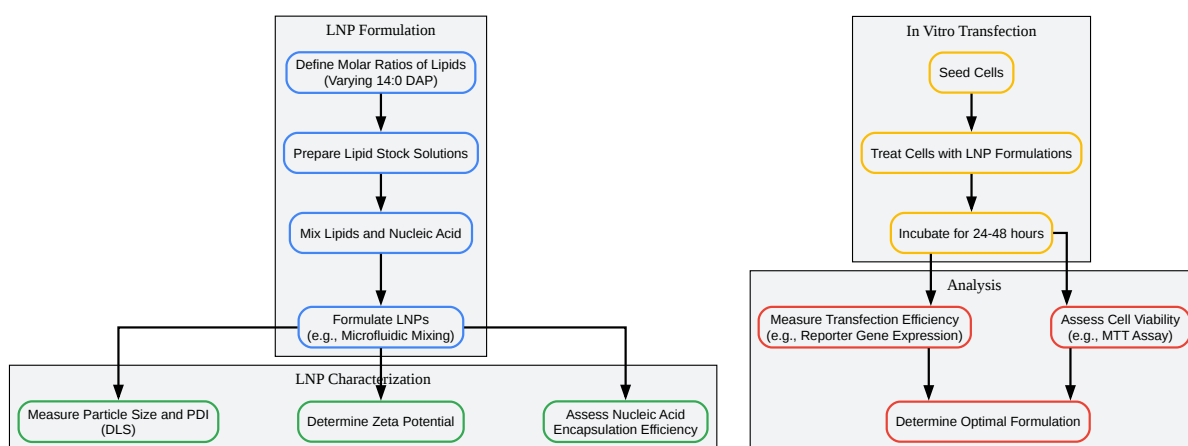 LNP Formulation
Define Molar Ratios of Lipids
(Varying 14:0 DAP)
Prepare Lipid Stock Solutions
Mix Lipids and Nucleic Acid
Formulate LNPs
(e.g., Microfluidic Mixing)
LNP Characterization
Measure Particle Size and PDI
(DLS)
Determine Zeta Potential
Assess Nucleic Acid
Encapsulation Efficiency
In Vitro Transfection
Seed Cells
Treat Cells with LNP Formulations
Incubate for 24-48 hours
Analysis
Measure Transfection Efficiency
(e.g., Reporter Gene Expression)
Assess Cell Viability
(e.g., MTT Assay)
Determine Optimal Formulation